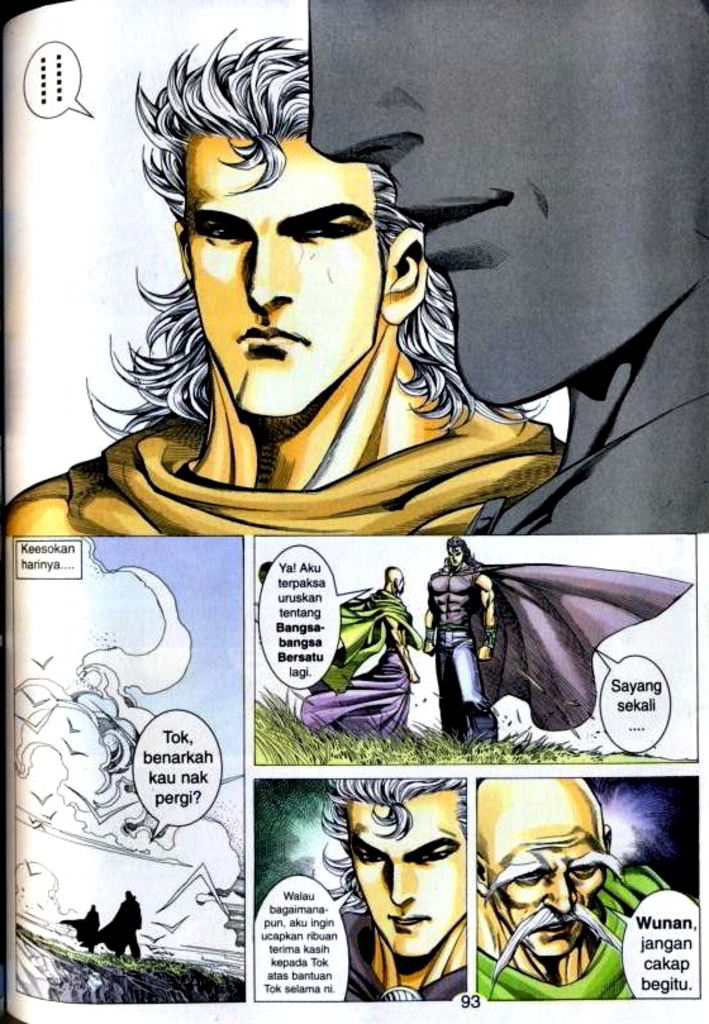 !!
Keesokan
harinya....
Tok,
benarkah
kau nak
pergi?
Ya! Aku
terpaksa
uruskan
tentang
Bangsa-
bangsa
Bersatu
lagi.
Sayang
sekali
....
Walau
bagaimana-
pun, aku ingin
ucapkan ribuan
terima kasih
kepada Tok
atas bantuan
Tok selama ni.
Wunan,
jangan
cakap
begitu.
93